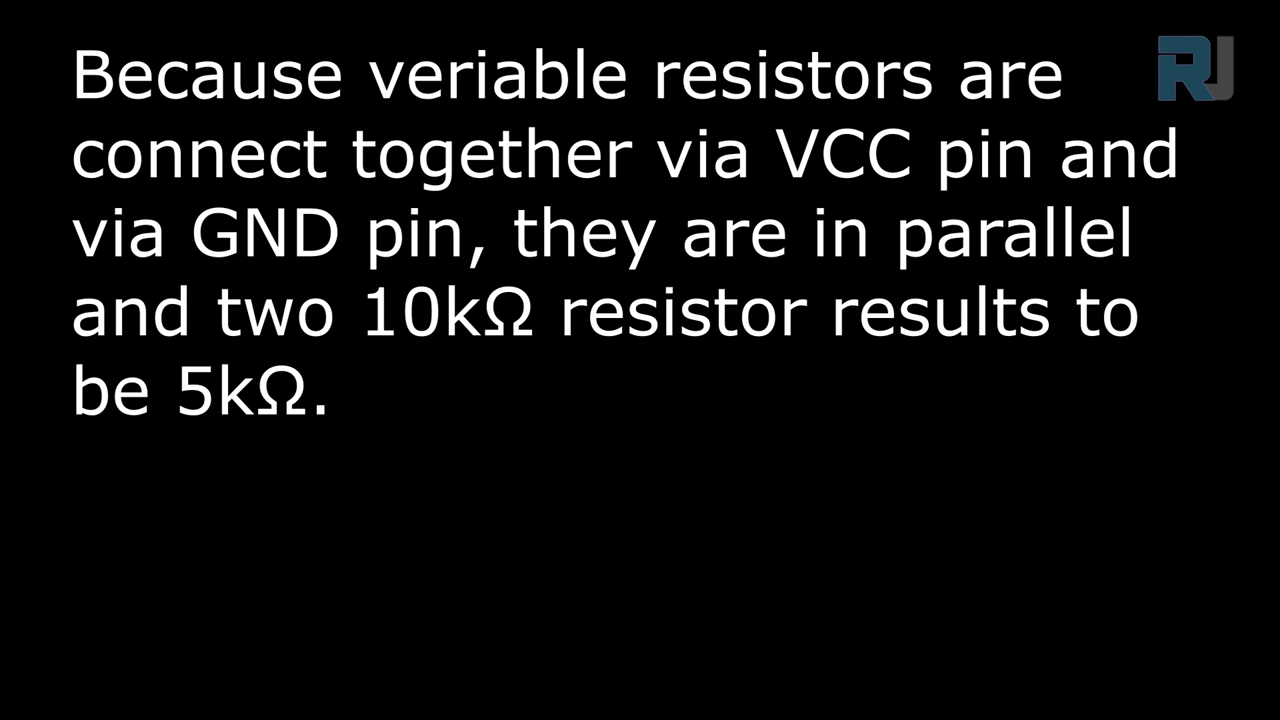 RJ
Because veriable resistors are
connect together via VCC pin and
via GND pin, they are in parallel
and two 10kΩ resistor results to
be 5kΩ.